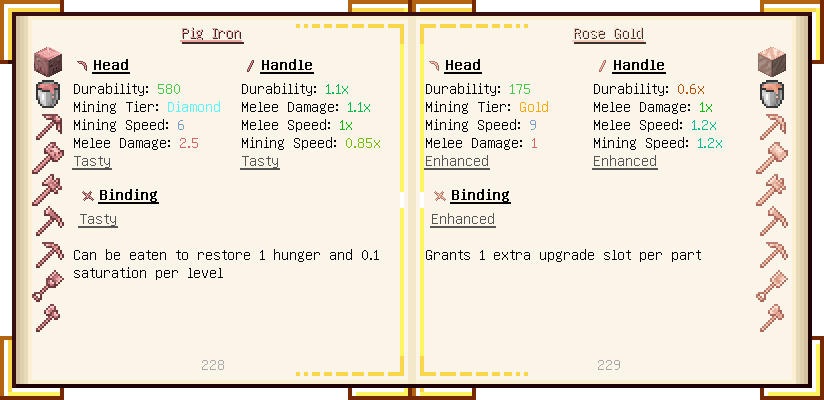 Pig Iron
Head
Durability: 580
Mining Tier: Diamond
Mining Speed: 6
Melee Damage: 2.5
Tasty
Handle
Durability: 1.1x
Melee Damage: 1.1x
Melee Speed: 1x
Mining Speed: 0.85x
Tasty
Binding
Tasty
Can be eaten to restore 1 hunger and 0.1
saturation per level
228
Rose Gold
Head
Durability: 175
Mining Tier: Gold
Mining Speed: 9
Melee Damage: 1
Enhanced
Handle
Durability: 0.6x
Melee Damage: 1x
Melee Speed: 1.2x
Mining Speed: 1.2x
Enhanced
Binding
Enhanced
Grants 1 extra upgrade slot per part
229